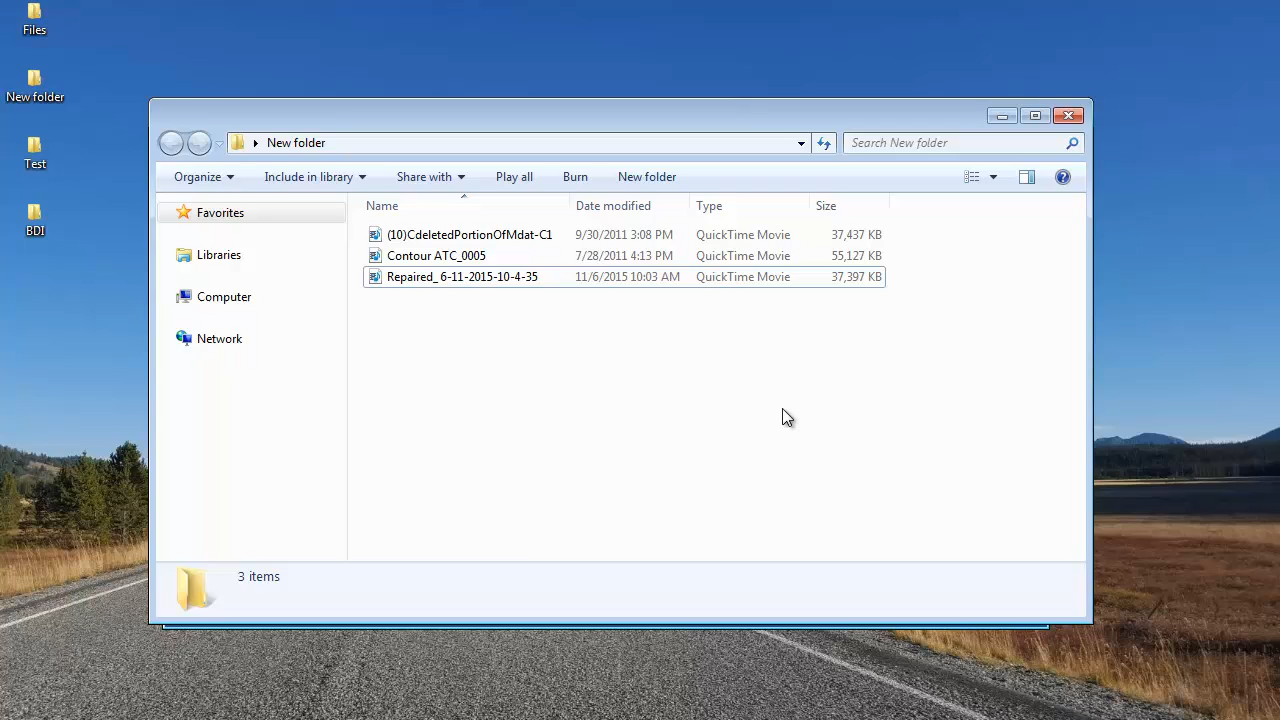 Files
New folder
Test
BDI
New folder
Search New folder
Organize
Include in library
Share with
Play all
Burn
New folder
Favorites
Libraries
Computer
Network
Name Date modified Type Size
(10)CdeletedPortionOfMdat-C1 9/30/2011 3:08 PM QuickTime Movie 37,437 KB
Contour ATC_0005 7/28/2011 4:13 PM QuickTime Movie 55,127 KB
Repaired_ 6-11-2015-10-4-35 11/6/2015 10:03 AM QuickTime Movie 37,397 KB
3 items